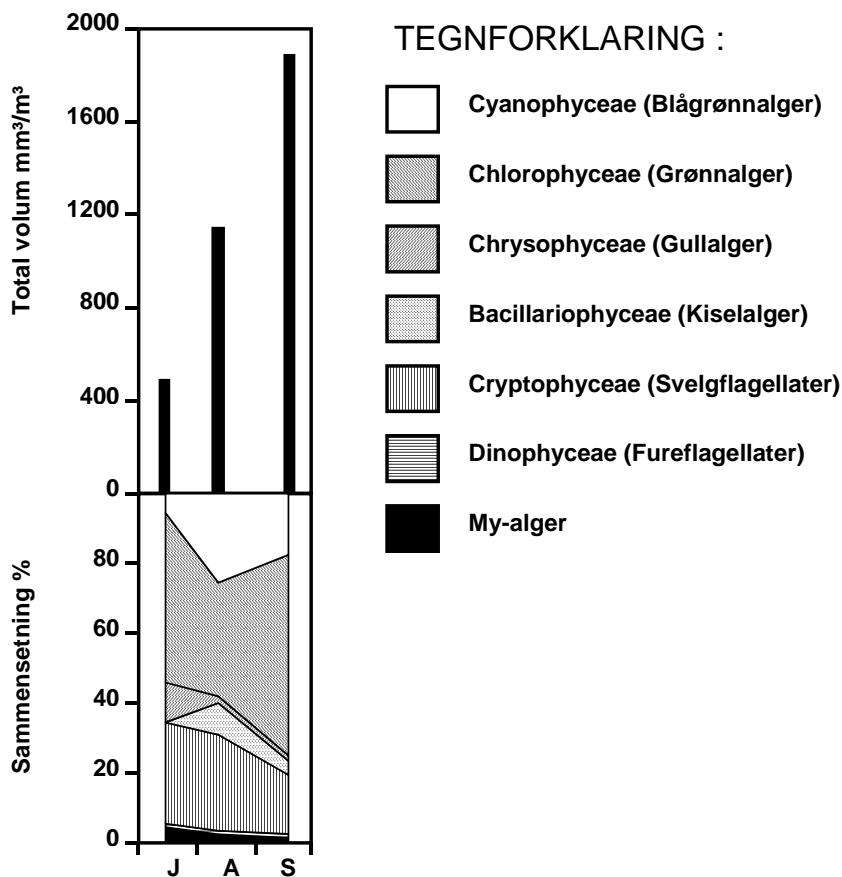 2000
1600
1200
800
400
0
Total volum mm³/m³
80
60
40
20
0
Sammensetning %
J A S
TEGNFORKLARING :
Cyanophyceae (Blågrønnalger)
Chlorophyceae (Grønnalger)
Chrysophyceae (Gullalger)
Bacillariophyceae (Kiselalger)
Cryptophyceae (Svelgflagellater)
Dinophyceae (Fureflagellater)
My-alger